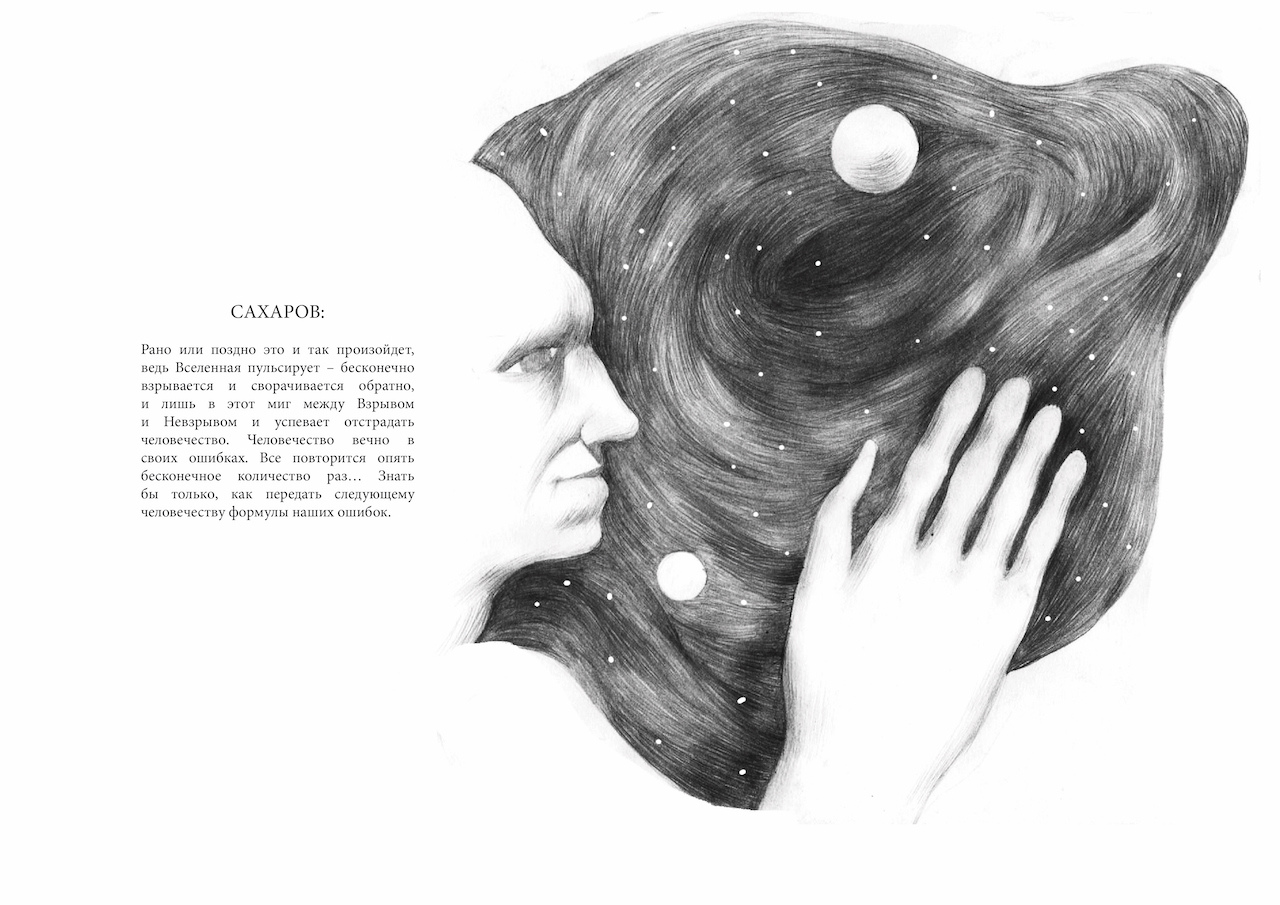 САХАРОВ:
Рано или поздно это и так произойдет,
ведь Вселенная пульсирует – бесконечно
взрывается и сворачивается обратно,
и лишь в этот миг между Взрывом
и Невзрывом и успевает отстрадать
человечество. Человечество вечно в
своих ошибках. Все повторится опять
бесконечное количество раз… Знать
бы только, как передать следующему
человечеству формулы наших ошибок.